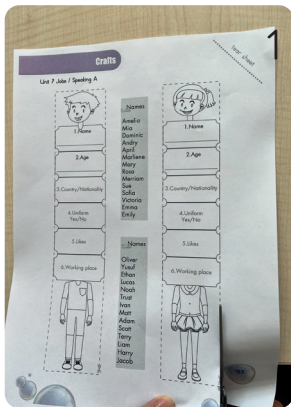 Crafts
1
tear sheet
Unit 7 Jobs / Speaking A
1.Name
2.Age
3.Country/Nationality
4.Uniform
Yes/No
5.Likes
6.Working place
Names
Amelia
Mia
Dominic
Andry
April
Marilene
Mary
Rosa
Merriam
Sue
Sofia
Victoria
Emma
Emily
Names
Oliver
Yusuf
Ethan
Lucas
Noah
Trust
Ivan
Matt
Adam
Scott
Terry
Liam
Harry
Jacob
1.Name
2.Age
3.Country/Nationality
4.Uniform
Yes/No
5.Likes
6.Working place